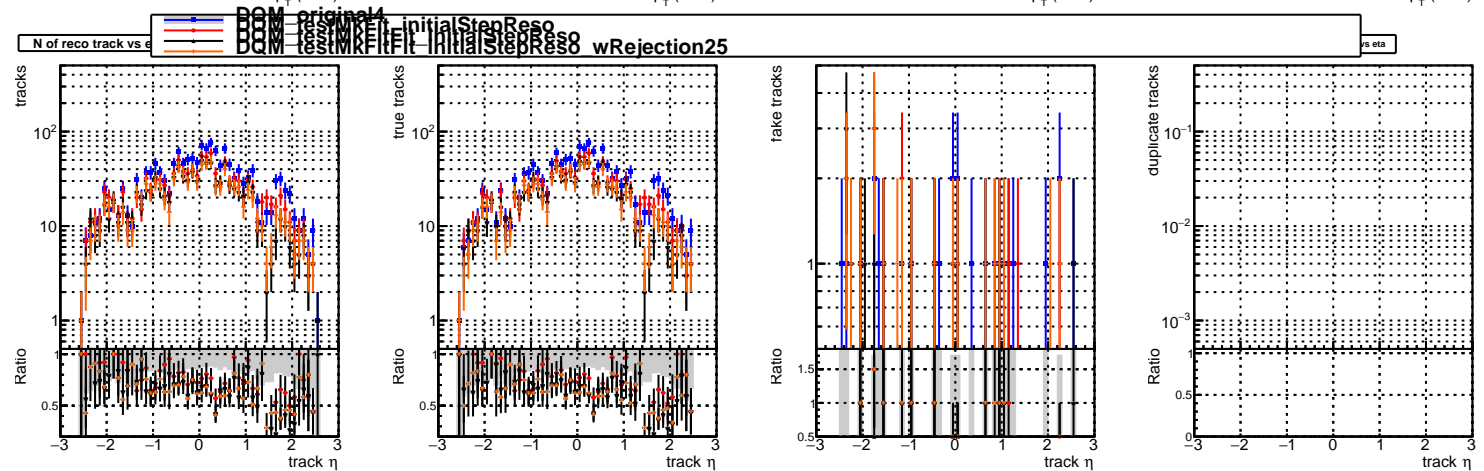 DQM_original4
DQM_testMkFit_initialStepReso
DQM_testMkFitFit_initialStepReso
DQM_testMkFitFit_initialStepReso_wRejection25
N of reco track vs e
vs eta
tracks
10²
10
1
Ratio
1
0.5
−3 −2 −1 0 1 2 3
track η
true tracks
10²
10
1
Ratio
1
0.5
−3 −2 −1 0 1 2 3
track η
fake tracks
1
Ratio
1.5
1
0.5
−3 −2 −1 0 1 2 3
track η
duplicate tracks
10⁻¹
10⁻²
10⁻³
Ratio
1
0.5
0
−3 −2 −1 0 1 2 3
track η